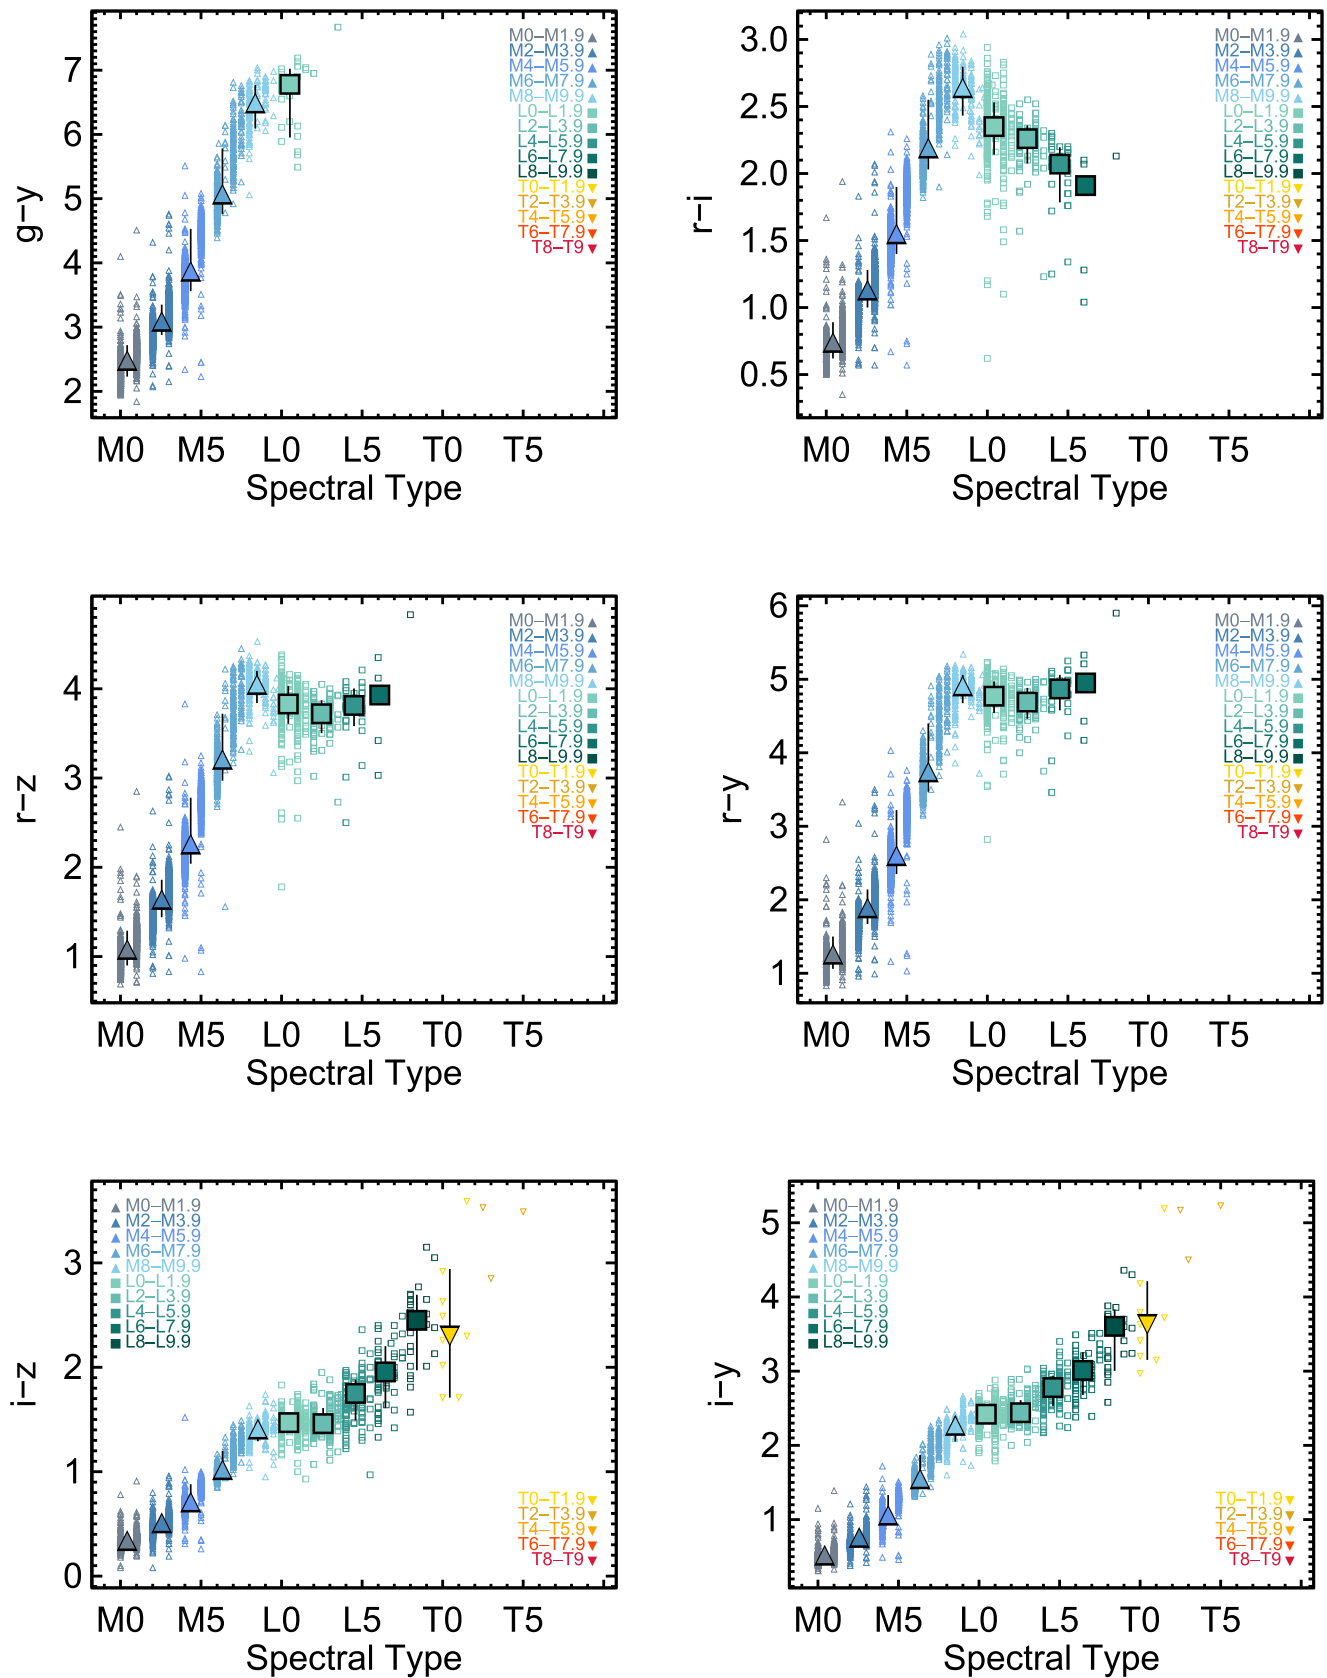 g−y
7
6
5
4
3
2
M0−M1.9
M2−M3.9
M4−M5.9
M6−M7.9
M8−M9.9
L0−L1.9
L2−L3.9
L4−L5.9
L6−L7.9
L8−L9.9
T0−T1.9
T2−T3.9
T4−T5.9
T6−T7.9
T8−T9
M0 M5 L0 L5 T0 T5
Spectral Type
r−i
3.0
2.5
2.0
1.5
1.0
0.5
M0−M1.9
M2−M3.9
M4−M5.9
M6−M7.9
M8−M9.9
L0−L1.9
L2−L3.9
L4−L5.9
L6−L7.9
L8−L9.9
T0−T1.9
T2−T3.9
T4−T5.9
T6−T7.9
T8−T9
M0 M5 L0 L5 T0 T5
Spectral Type
r−z
4
3
2
1
M0−M1.9
M2−M3.9
M4−M5.9
M6−M7.9
M8−M9.9
L0−L1.9
L2−L3.9
L4−L5.9
L6−L7.9
L8−L9.9
T0−T1.9
T2−T3.9
T4−T5.9
T6−T7.9
T8−T9
M0 M5 L0 L5 T0 T5
Spectral Type
r−y
6
5
4
3
2
1
M0−M1.9
M2−M3.9
M4−M5.9
M6−M7.9
M8−M9.9
L0−L1.9
L2−L3.9
L4−L5.9
L6−L7.9
L8−L9.9
T0−T1.9
T2−T3.9
T4−T5.9
T6−T7.9
T8−T9
M0 M5 L0 L5 T0 T5
Spectral Type
i−z
3
2
1
0
M0−M1.9
M2−M3.9
M4−M5.9
M6−M7.9
M8−M9.9
L0−L1.9
L2−L3.9
L4−L5.9
L6−L7.9
L8−L9.9
T0−T1.9
T2−T3.9
T4−T5.9
T6−T7.9
T8−T9
M0 M5 L0 L5 T0 T5
Spectral Type
i−y
5
4
3
2
1
M0−M1.9
M2−M3.9
M4−M5.9
M6−M7.9
M8−M9.9
L0−L1.9
L2−L3.9
L4−L5.9
L6−L7.9
L8−L9.9
T0−T1.9
T2−T3.9
T4−T5.9
T6−T7.9
T8−T9
M0 M5 L0 L5 T0 T5
Spectral Type